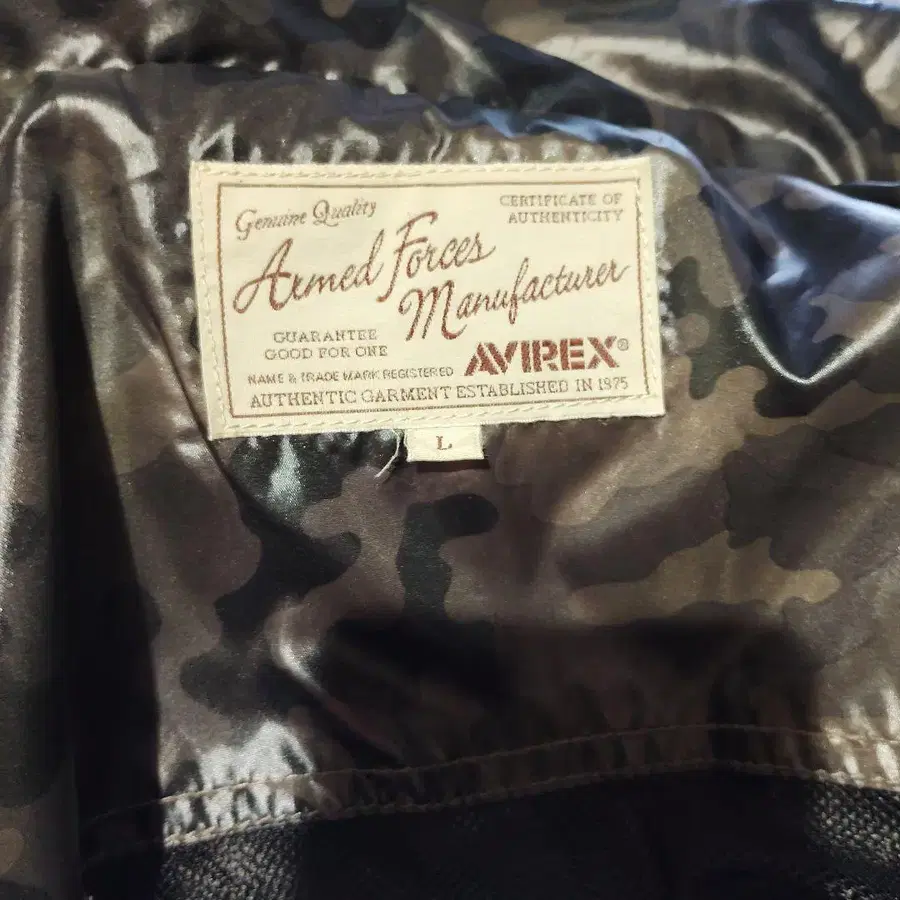 Genuine Quality
CERTIFICATE OF
AUTHENTICITY
Armed Forces
Manufacturer
GUARANTEE
GOOD FOR ONE
AVIREX®
NAME & TRADE MARK REGISTERED
AUTHENTIC GARMENT ESTABLISHED IN 1975
L